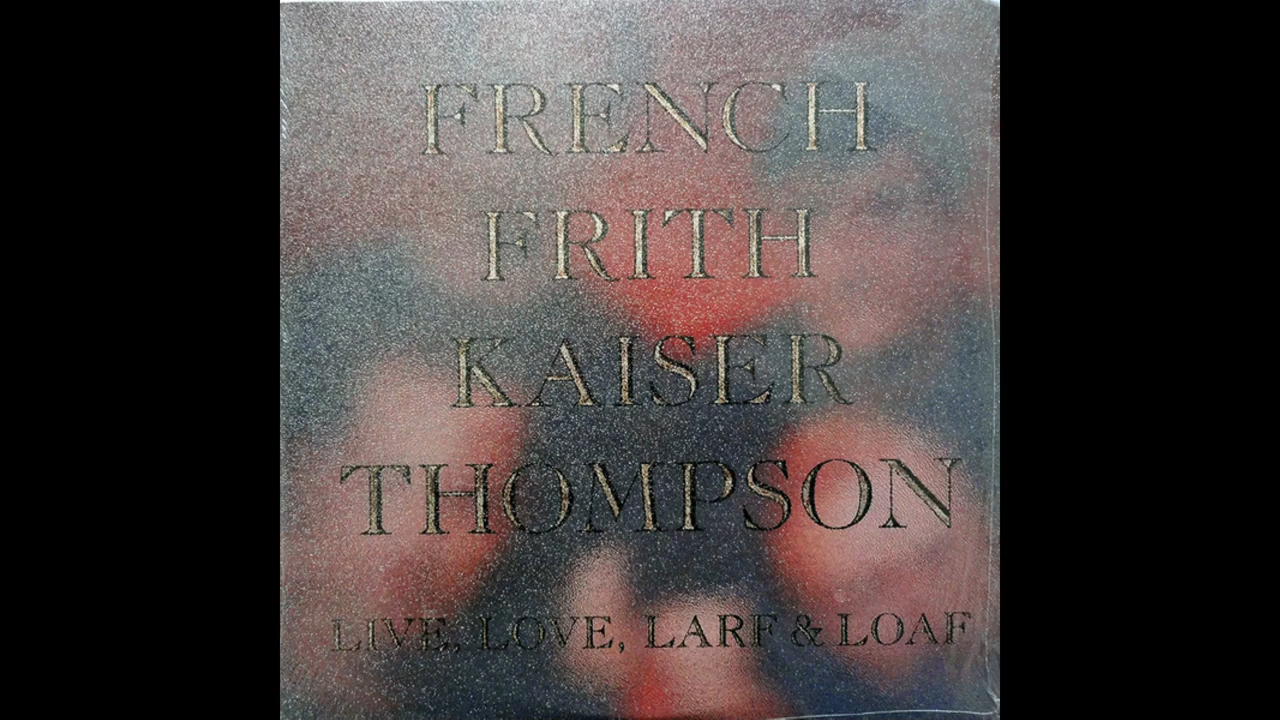 FRENCH
FRITH
KAISER
THOMPSON
LIVE, LOVE, LARF & LOAF